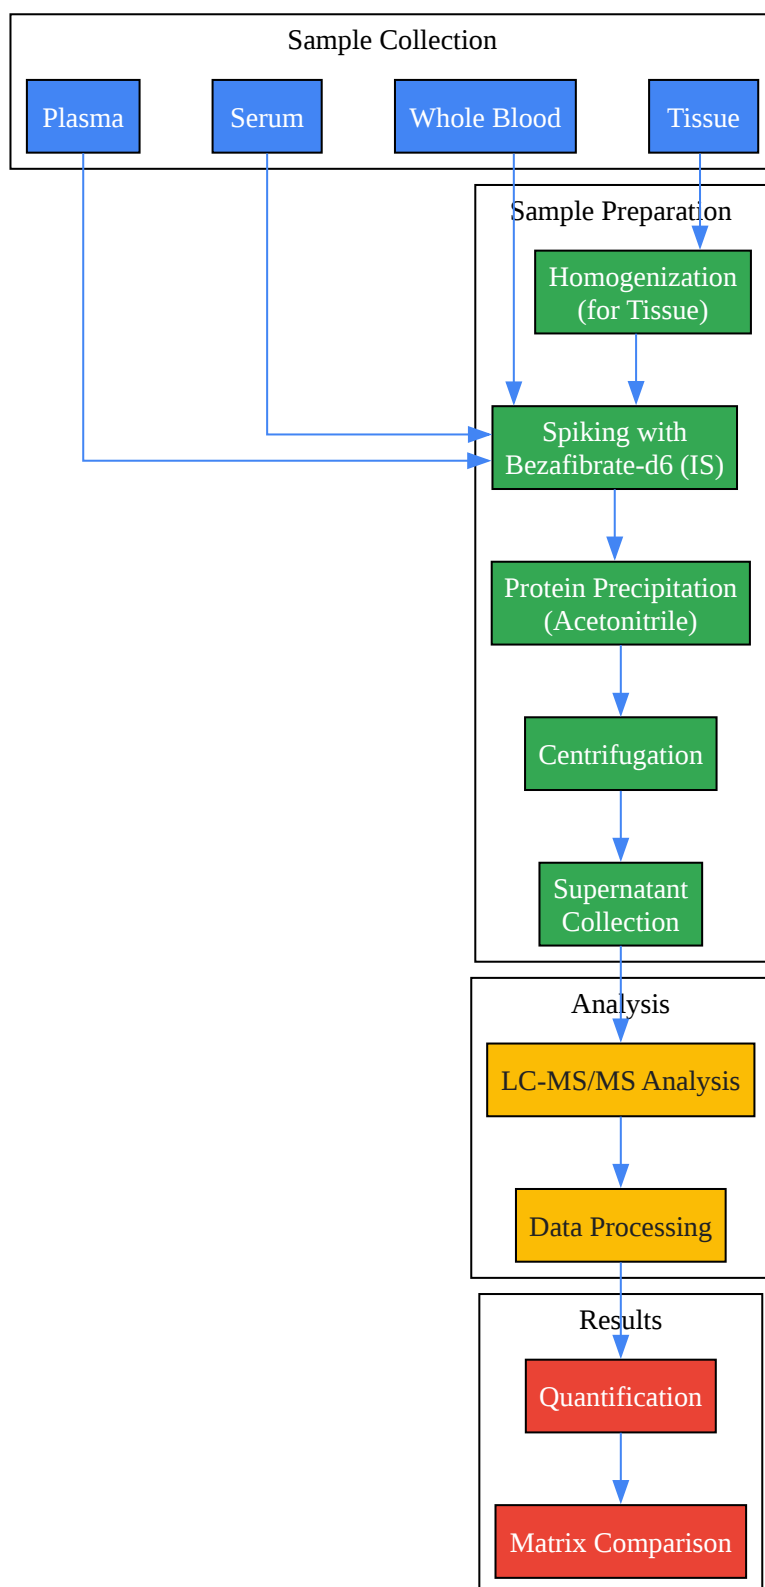 Sample Collection
Plasma
Serum
Whole Blood
Tissue
Sample Preparation
Homogenization
(for Tissue)
Spiking with
Bezafibrate-d6 (IS)
Protein Precipitation
(Acetonitrile)
Centrifugation
Supernatant
Collection
Analysis
LC-MS/MS Analysis
Data Processing
Results
Quantification
Matrix Comparison